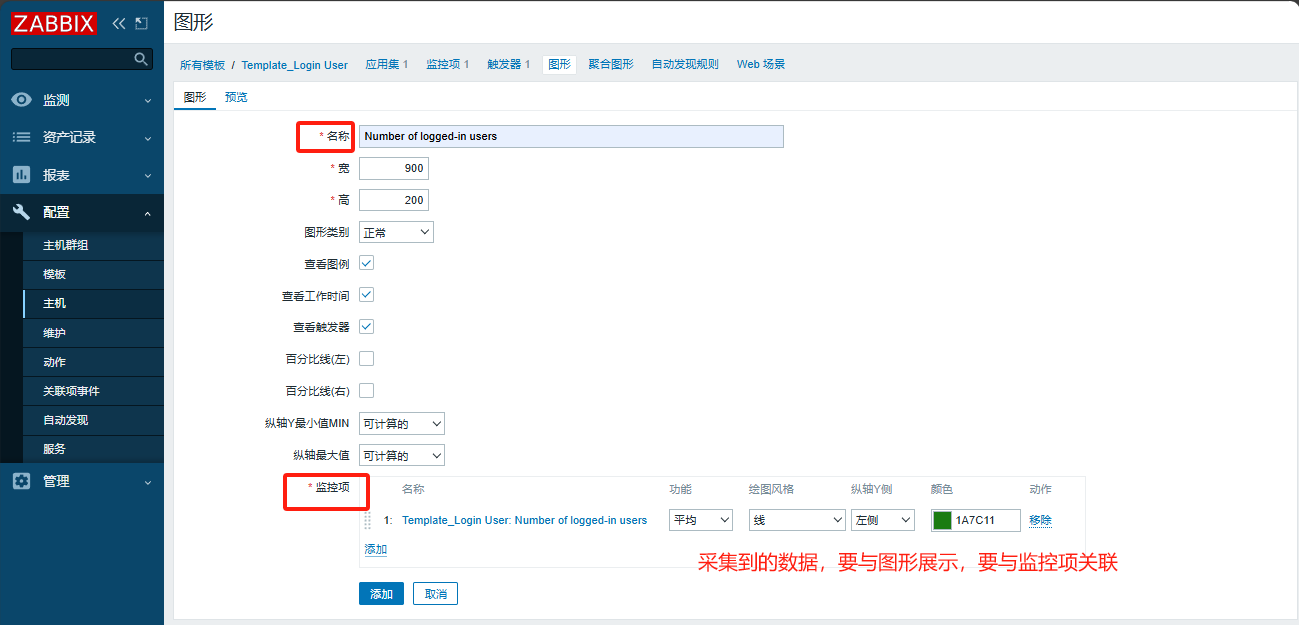 ZABBIX
图形
监测
资产记录
报表
配置
主机群组
模板
主机
维护
动作
关联项事件
自动发现
服务
管理
所有模板 / Template_Login User 应用集 1 监控项 1 触发器 1 图形 聚合图形 自动发现规则 Web 场景
图形 预览
* 名称 Number of logged-in users
* 宽 900
* 高 200
图形类别 正常
查看图例
查看工作时间
查看触发器
百分比线(左)
百分比线(右)
纵轴Y最小值MIN 可计算的
纵轴最大值 可计算的
* 监控项 名称 功能 绘图风格 纵轴Y侧 颜色 动作
1: Template_Login User: Number of logged-in users 平均 线 左侧 1A7C11 移除
添加
采集到的数据，要与图形展示，要与监控项关联
添加 取消